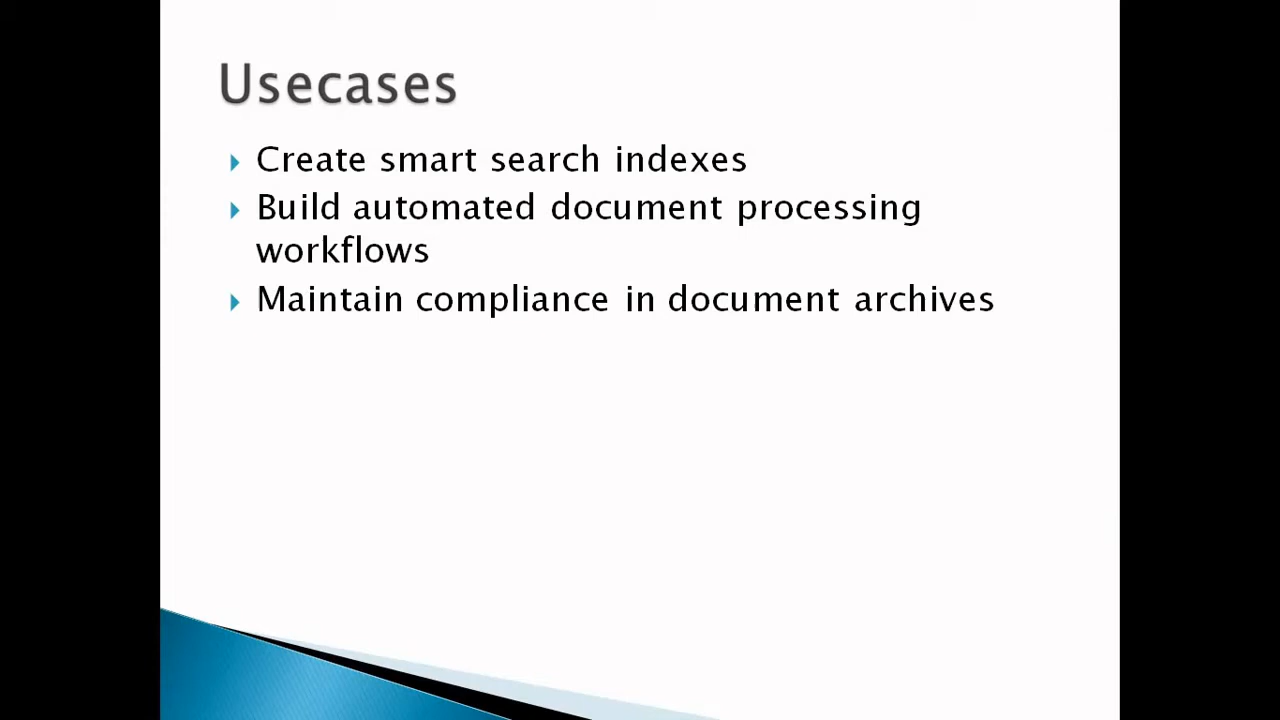 Usecases
Create smart search indexes
Build automated document processing
workflows
Maintain compliance in document archives